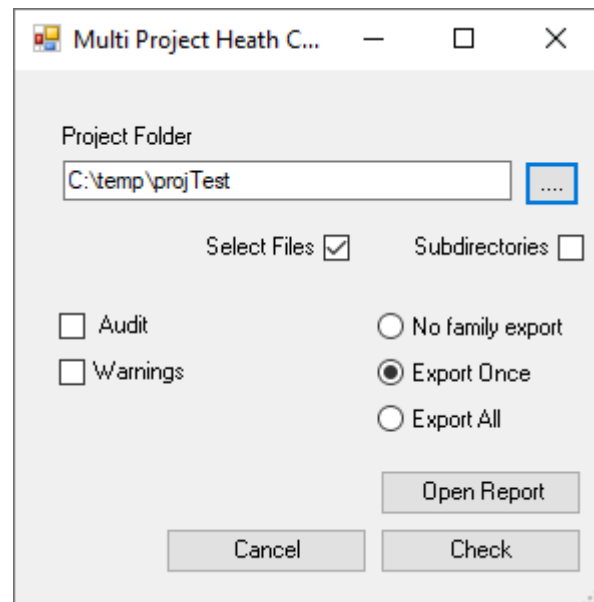 Multi Project Heath C...
Project Folder
C:\temp\projTest
....
Select Files Subdirectories
Audit No family export
Warnings Export Once
Export All
Open Report
Cancel Check